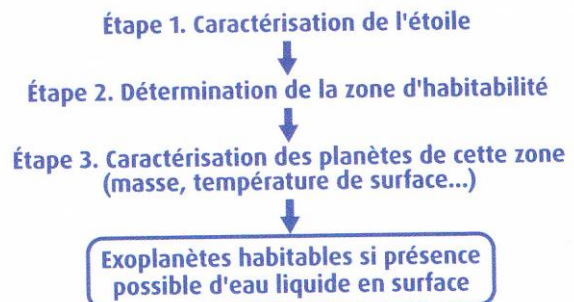 Étape 1. Caractérisation de l'étoile
Étape 2. Détermination de la zone d'habitabilité
Étape 3. Caractérisation des planètes de cette zone
(masse, température de surface...)
Exoplanètes habitables si présence
possible d'eau liquide en surface